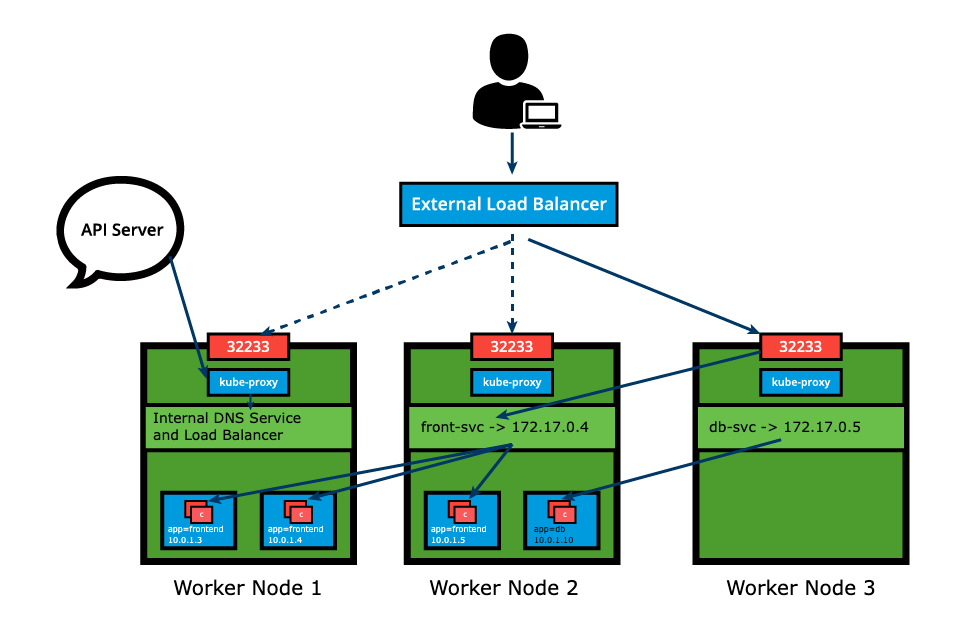 External Load Balancer
API Server
32233
32233
32233
kube-proxy
kube-proxy
kube-proxy
Internal DNS Service
and Load Balancer
front-svc -> 172.17.0.4
db-svc -> 172.17.0.5
c
app=frontend
10.0.1.3
c
app=frontend
10.0.1.4
c
app=frontend
10.0.1.5
c
app=db
10.0.1.10
Worker Node 1
Worker Node 2
Worker Node 3